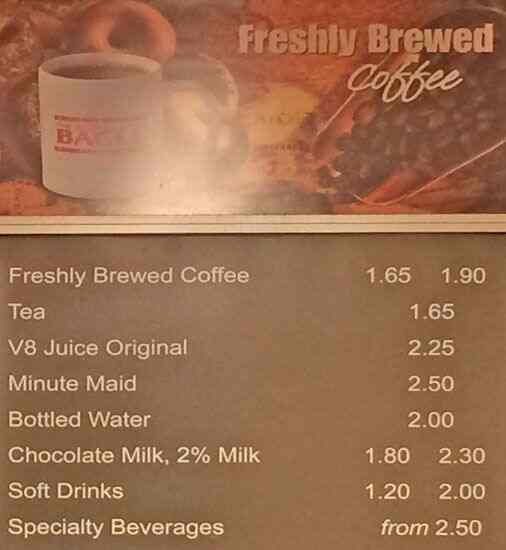 Freshly Brewed
Coffee
Freshly Brewed Coffee 1.65 1.90
Tea 1.65
V8 Juice Original 2.25
Minute Maid 2.50
Bottled Water 2.00
Chocolate Milk, 2% Milk 1.80 2.30
Soft Drinks 1.20 2.00
Specialty Beverages from 2.50